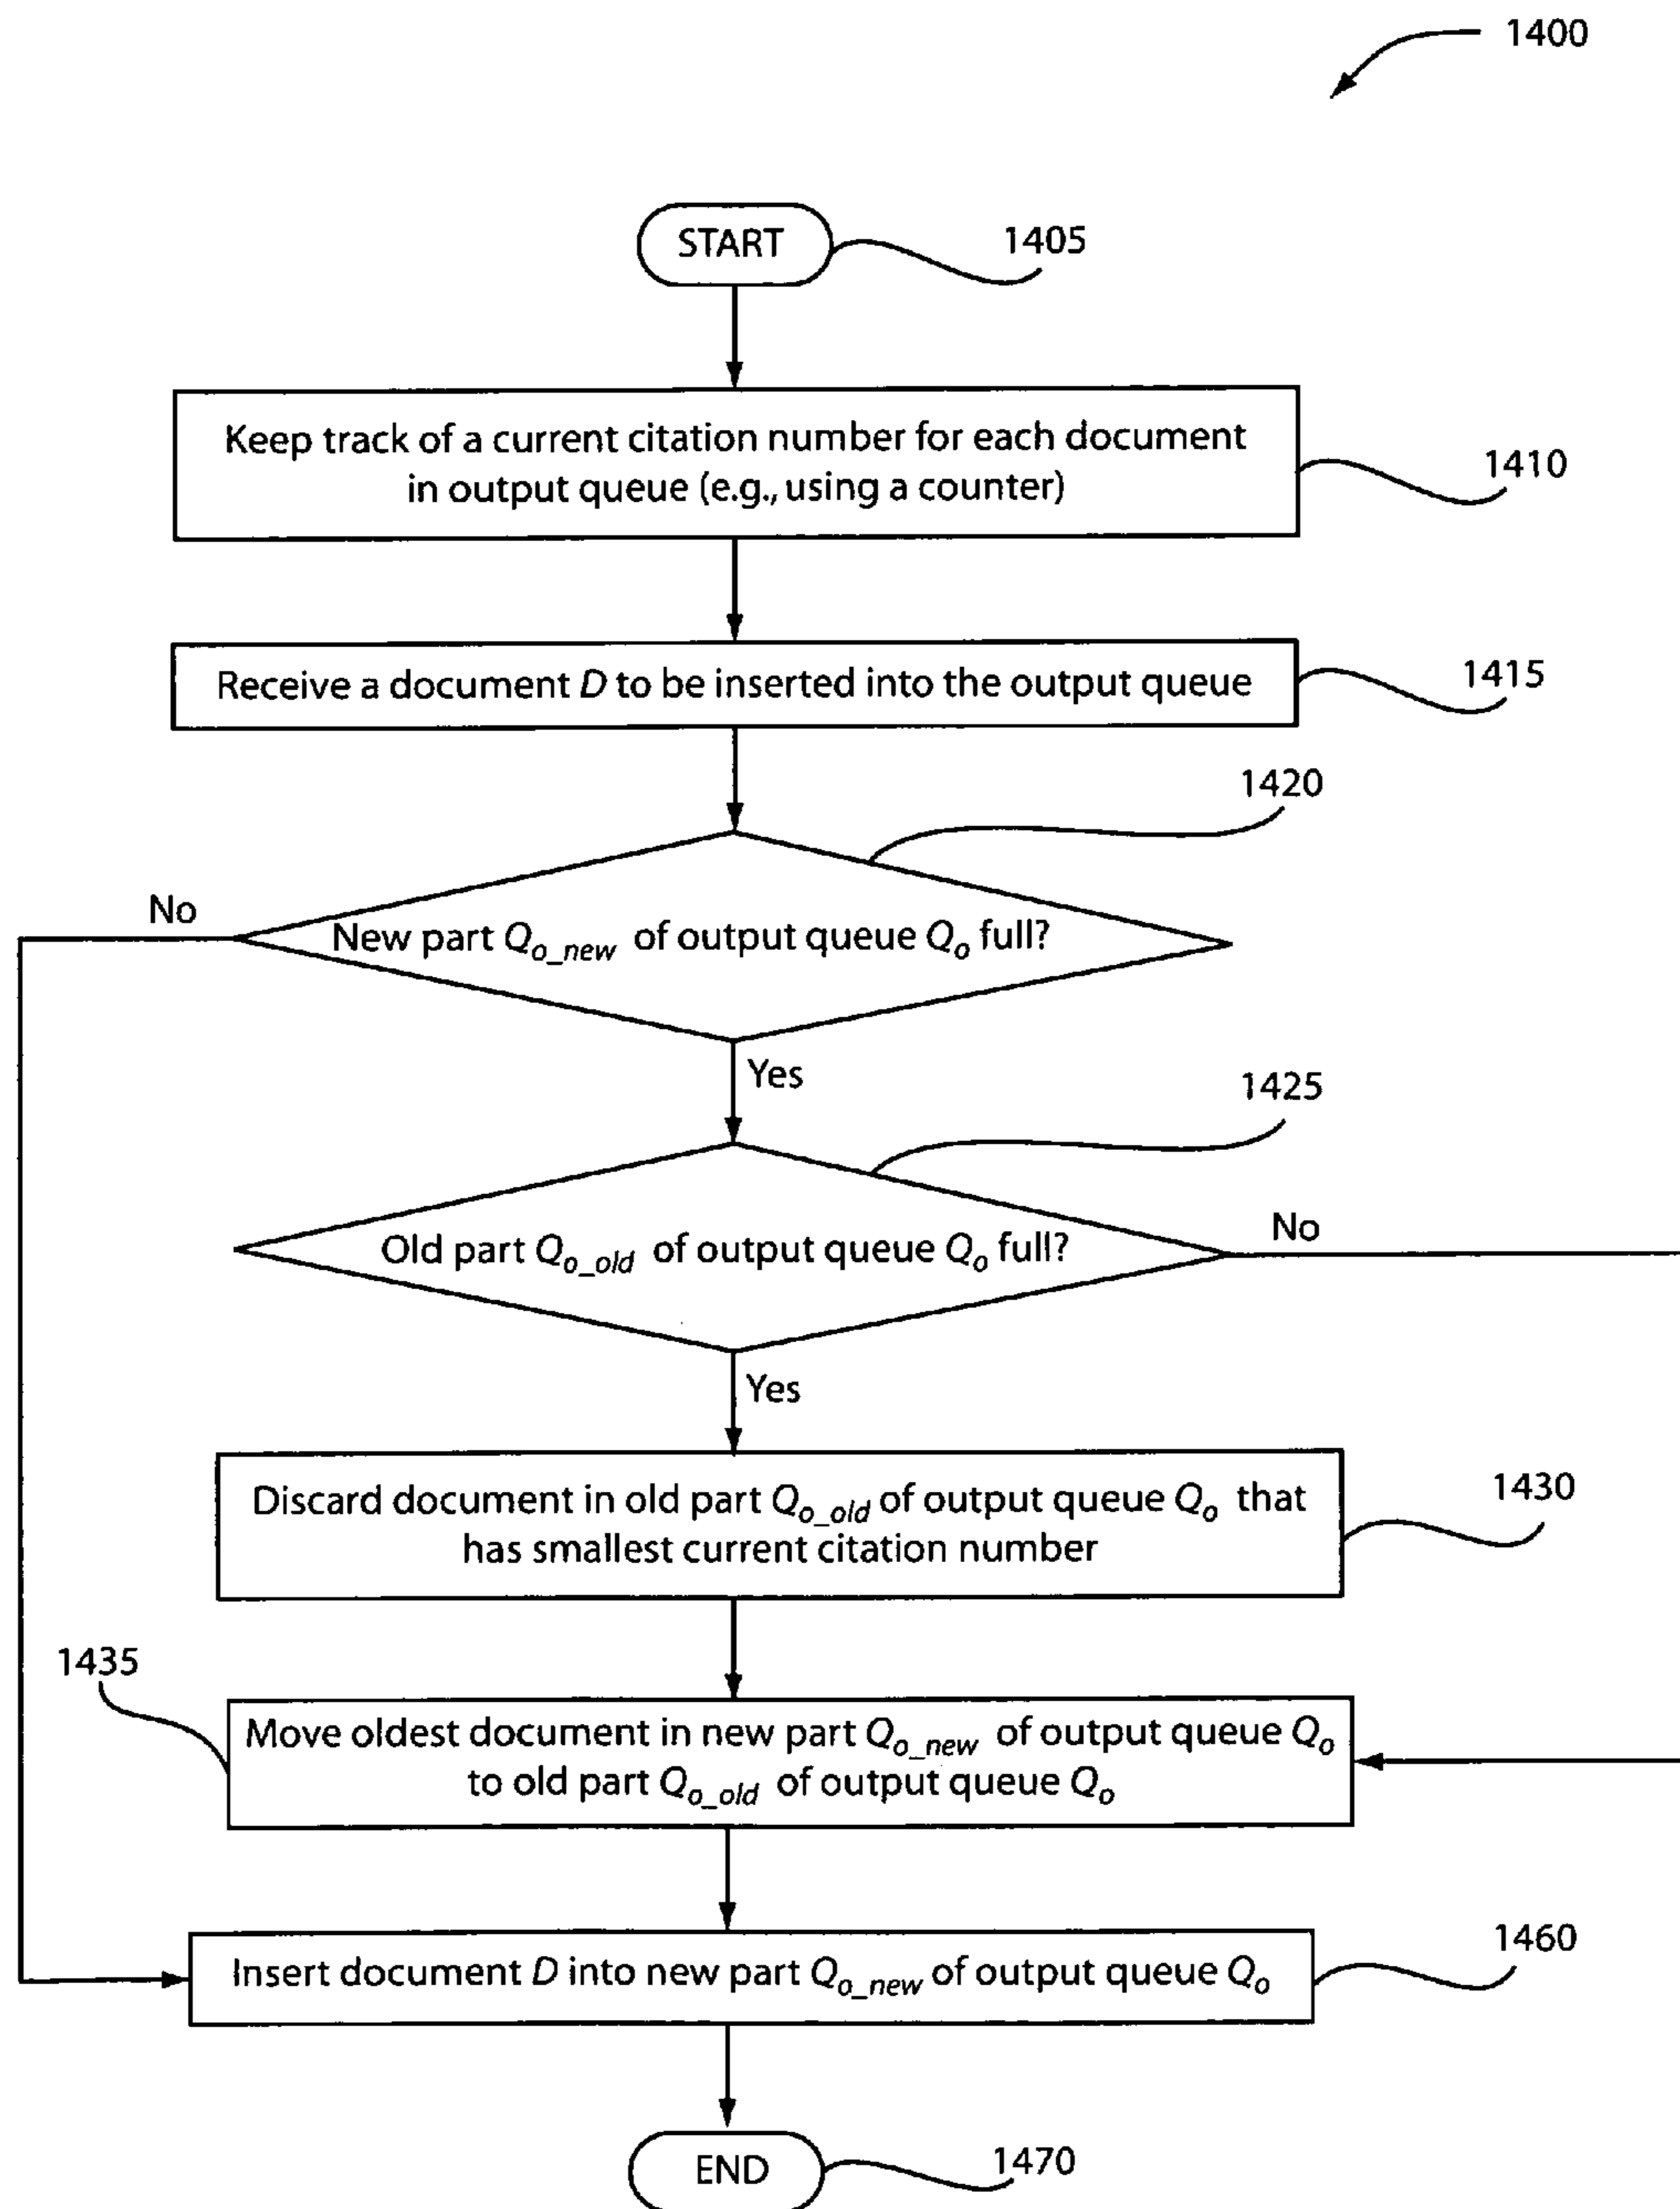 1400
START
1405
Keep track of a current citation number for each document
in output queue (e.g., using a counter)
1410
Receive a document D to be inserted into the output queue
1415
1420
No
New part Qo_new of output queue Qo full?
Yes
1425
Old part Qo_old of output queue Qo full?
No
Yes
Discard document in old part Qo_old of output queue Qo that
has smallest current citation number
1430
1435
Move oldest document in new part Qo_new of output queue Qo
to old part Qo_old of output queue Qo
Insert document D into new part Qo_new of output queue Qo
1460
END
1470